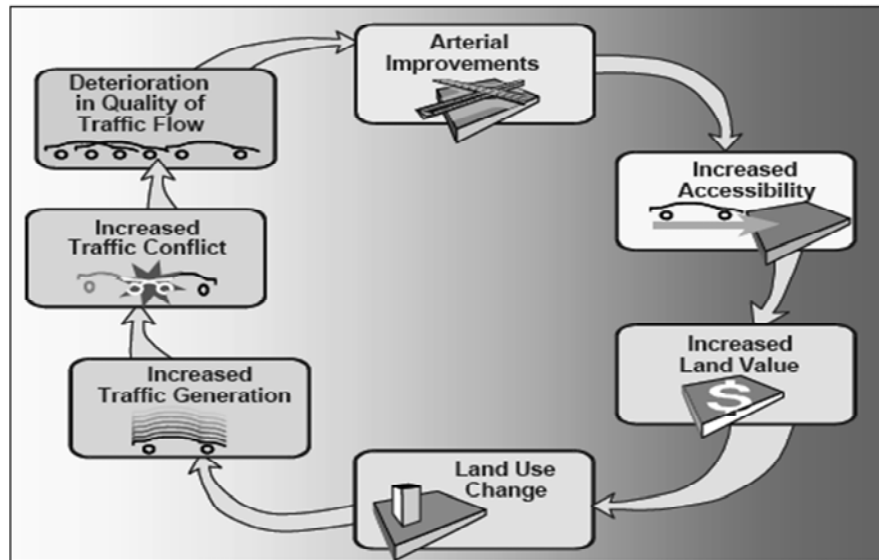 Arterial
Improvements
Increased
Accessibility
Increased
Land Value
$
Land Use
Change
Increased
Traffic Generation
Increased
Traffic Conflict
Deterioration
in Quality of
Traffic Flow